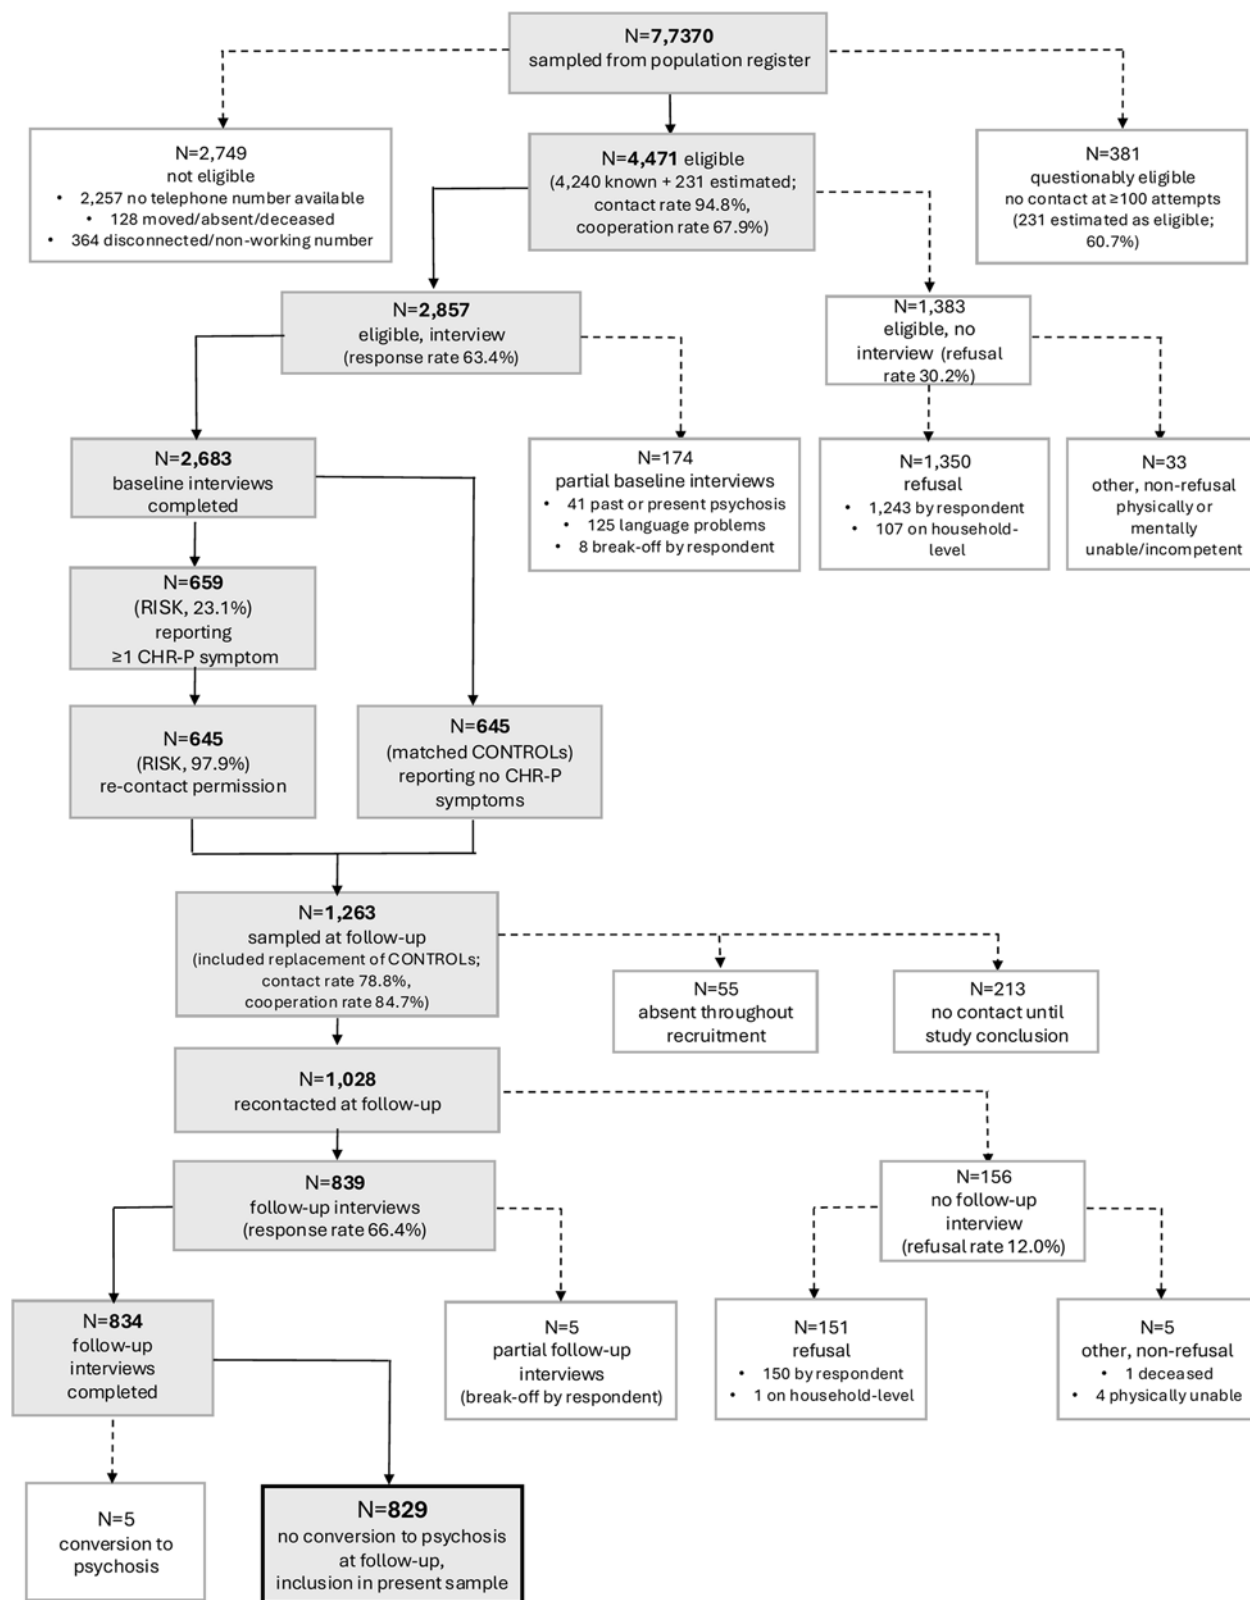 N=7,7370
sampled from population register
N=2,749
not eligible
• 2,257 no telephone number available
• 128 moved/absent/deceased
• 364 disconnected/non-working number
N=4,471 eligible
(4,240 known + 231 estimated;
contact rate 94.8%,
cooperation rate 67.9%)
N=381
questionably eligible
no contact at ≥100 attempts
(231 estimated as eligible;
60.7%)
N=2,857
eligible, interview
(response rate 63.4%)
N=1,383
eligible, no
interview (refusal
rate 30.2%)
N=2,683
baseline interviews
completed
N=174
partial baseline interviews
• 41 past or present psychosis
• 125 language problems
• 8 break-off by respondent
N=1,350
refusal
• 1,243 by respondent
• 107 on household-
level
N=33
other, non-refusal
physically or
mentally
unable/incompetent
N=659
(RISK, 23.1%)
reporting
≥1 CHR-P symptom
N=645
(RISK, 97.9%)
re-contact permission
N=645
(matched CONTROLs)
reporting no CHR-P
symptoms
N=1,263
sampled at follow-up
(included replacement of CONTROLs;
contact rate 78.8%,
cooperation rate 84.7%)
N=55
absent throughout
recruitment
N=213
no contact until
study conclusion
N=1,028
recontacted at follow-up
N=839
follow-up interviews
(response rate 66.4%)
N=156
no follow-up
interview
(refusal rate 12.0%)
N=834
follow-up
interviews
completed
N=5
partial follow-up
interviews
(break-off by respondent)
N=151
refusal
• 150 by respondent
• 1 on household-level
N=5
other, non-refusal
• 1 deceased
• 4 physically unable
N=5
conversion to
psychosis
N=829
no conversion to psychosis
at follow-up,
inclusion in present sample